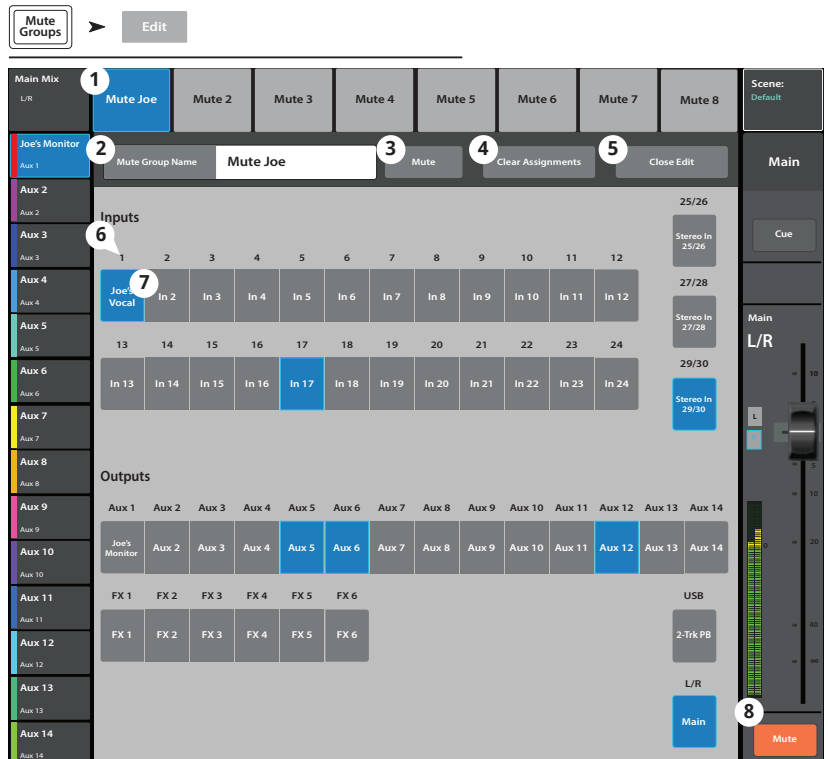 Mute
Groups
Edit
Main Mix
L/R
1
Mute Joe
Mute 2
Mute 3
Mute 4
Mute 5
Mute 6
Mute 7
Mute 8
Scene:
Default
Joe's Monitor
Aux 1
2
Mute Group Name
Mute Joe
3
Mute
4
Clear Assignments
5
Close Edit
Main
Aux 2
Aux 2
Aux 3
Aux 3
Aux 4
Aux 4
Aux 5
Aux 5
Aux 6
Aux 6
Aux 7
Aux 7
Aux 8
Aux 8
Aux 9
Aux 9
Aux 10
Aux 10
Aux 11
Aux 11
Aux 12
Aux 12
Aux 13
Aux 13
Aux 14
Aux 14
Inputs
6
1 2 3 4 5 6 7 8 9 10 11 12
Joe's
Vocal
7
In 2 In 3 In 4 In 5 In 6 In 7 In 8 In 9 In 10 In 11 In 12
13 14 15 16 17 18 19 20 21 22 23 24
In 13 In 14 In 15 In 16 In 17 In 18 In 19 In 20 In 21 In 22 In 23 In 24
25/26
Stereo In
25/26
27/28
Stereo In
27/28
29/30
Stereo In
29/30
Outputs
Aux 1 Aux 2 Aux 3 Aux 4 Aux 5 Aux 6 Aux 7 Aux 8 Aux 9 Aux 10 Aux 11 Aux 12 Aux 13 Aux 14
Joe's
Monitor
Aux 2 Aux 3 Aux 4 Aux 5 Aux 6 Aux 7 Aux 8 Aux 9 Aux 10 Aux 11 Aux 12 Aux 13 Aux 14
FX 1 FX 2 FX 3 FX 4 FX 5 FX 6
FX 1 FX 2 FX 3 FX 4 FX 5 FX 6
USB
2-Trk PB
L/R
Main
Cue
Main
L/R
10
L
5
10
0
20
40
∞
8
Mute